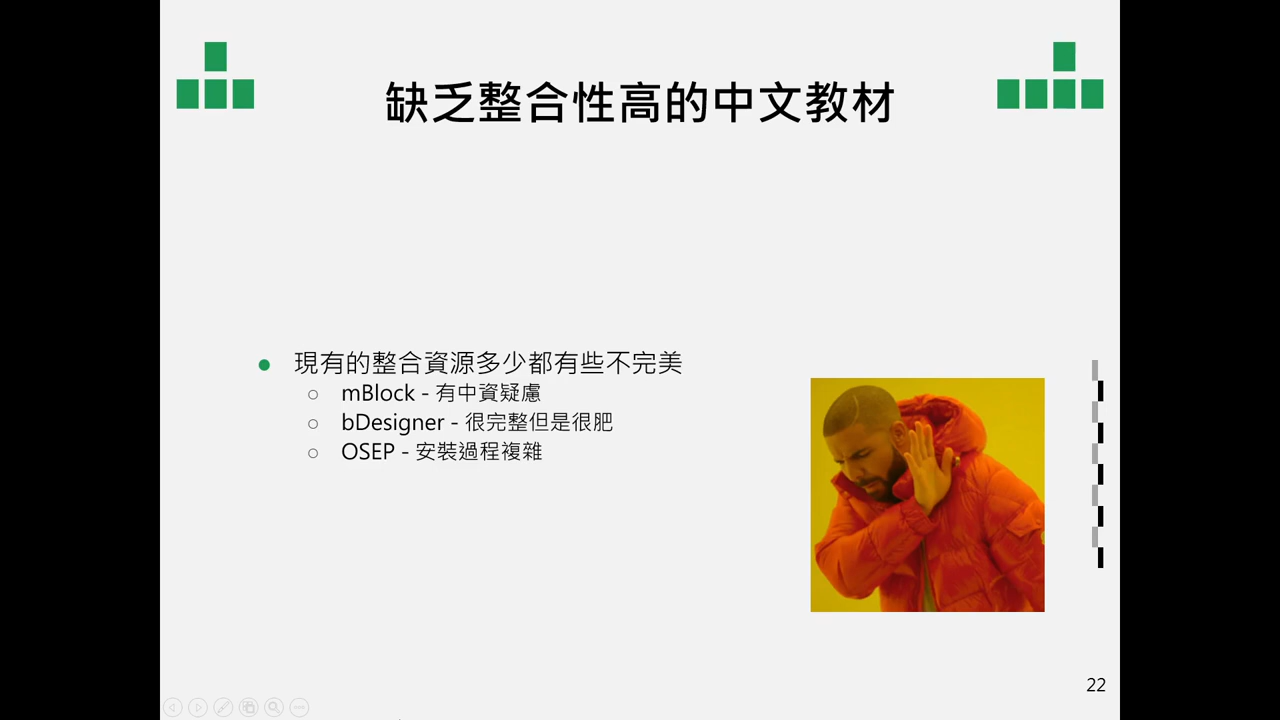 缺乏整合性高的中文教材
現有的整合資源多少都有些不完美
mBlock - 有中資疑慮
bDesigner - 很完整但是很肥
OSEP - 安裝過程複雜
22